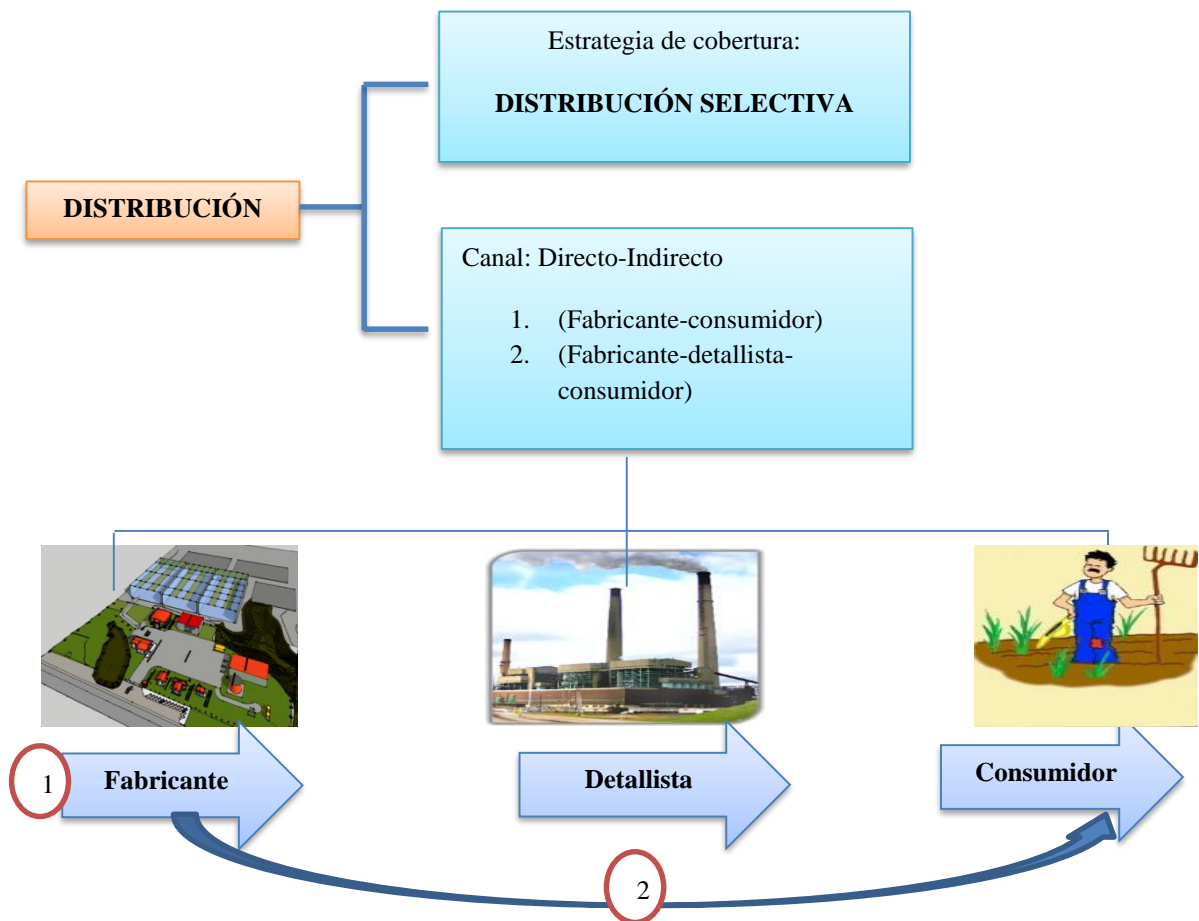 Estrategia de cobertura:
DISTRIBUCIÓN SELECTIVA
DISTRIBUCIÓN
Canal: Directo-Indirecto
1. (Fabricante-consumidor)
2. (Fabricante-detallista-
consumidor)
1
Fabricante
Detallista
Consumidor
2